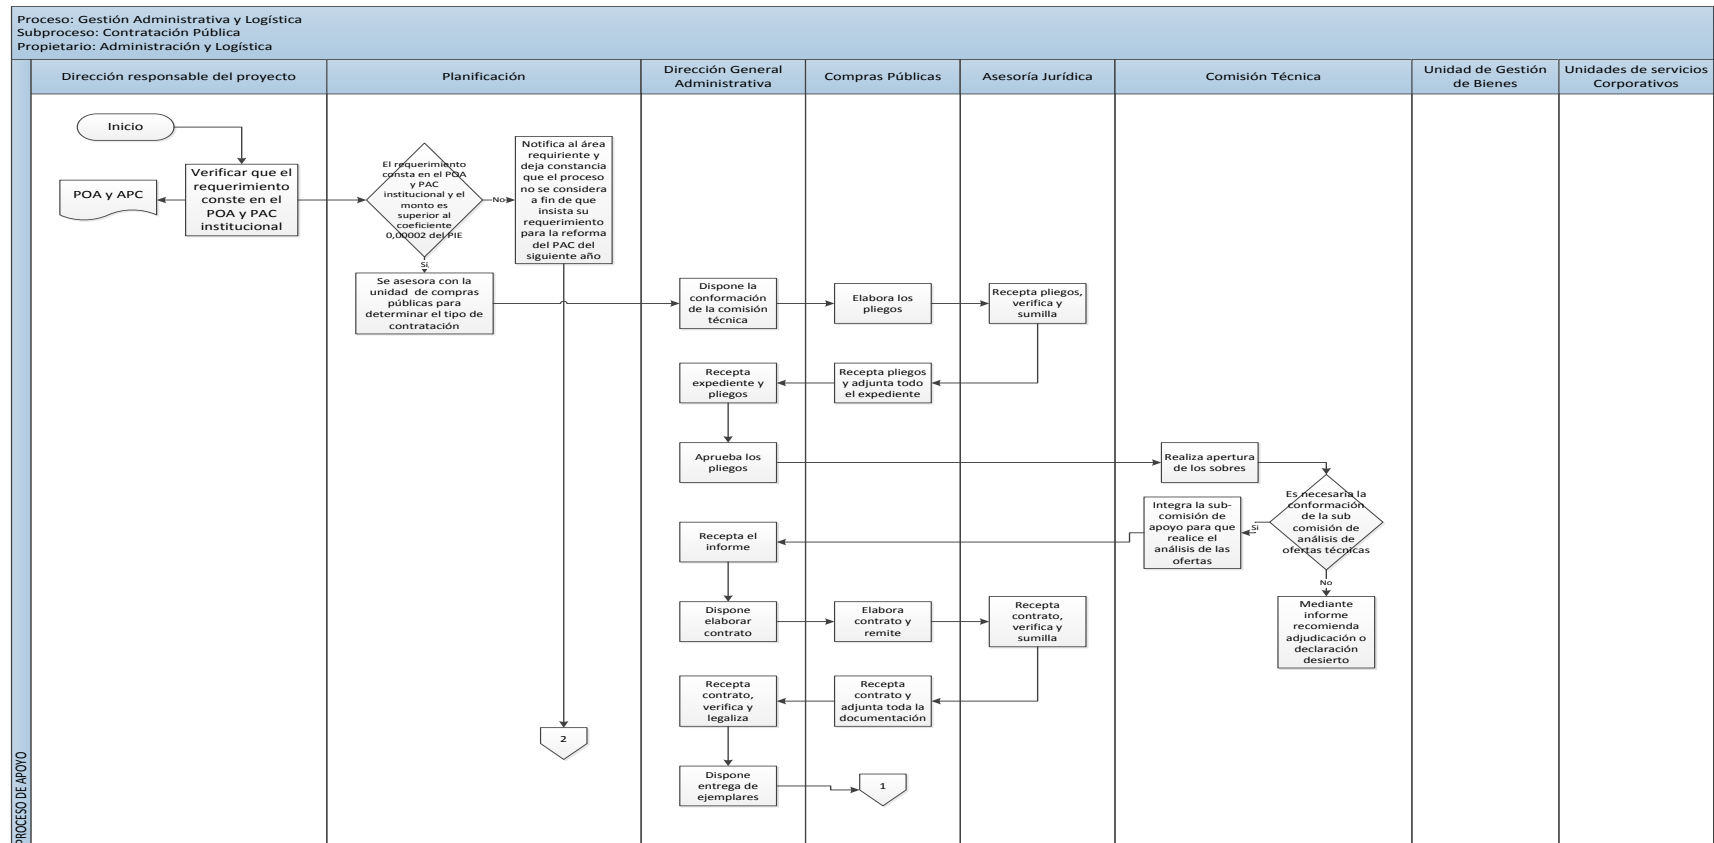 Proceso: Gestión Administrativa y Logística
Subproceso: Contratación Pública
Propietario: Administración y Logística
Dirección responsable del proyecto
Planificación
Dirección General
Administrativa
Compras Públicas
Asesoría Jurídica
Comisión Técnica
Unidad de Gestión
de Bienes
Unidades de servicios
Corporativos
Inicio
POA y APC
Verificar que el
requerimiento
conste en el
POA y PAC
institucional
El requerimiento
consta en el POA
y PAC
institucional y el
monto es
superior al
coeficiente
0,00002 del PIE
No
Si
Notifica al área
requiriente y
deja constancia
que el proceso
no se considera
a fin de que
insista su
requerimiento
para la reforma
del PAC del
siguiente año
Se asesora con la
unidad de compras
públicas para
determinar el tipo de
contratación
Dispone la
conformación
de la comisión
técnica
Elabora los
pliegos
Recepta pliegos,
verifica y
sumilla
Recepta
expediente y
pliegos
Recepta pliegos
y adjunta todo
el expediente
Aprueba los
pliegos
Realiza apertura
de los sobres
Es necesaria la
conformación
de la sub
comisión de
análisis de
ofertas técnicas
Si
No
Integra la sub-
comisión de
apoyo para que
realice el
análisis de las
ofertas
Recepta el
informe
Mediante
informe
recomienda
adjudicación o
declaración
desierto
Dispone
elaborar
contrato
Elabora
contrato y
remite
Recepta
contrato,
verifica y
sumilla
Recepta
contrato,
verifica y
legaliza
Recepta
contrato y
adjunta toda la
documentación
2
Dispone
entrega de
ejemplares
1
PROCESO DE APOYO